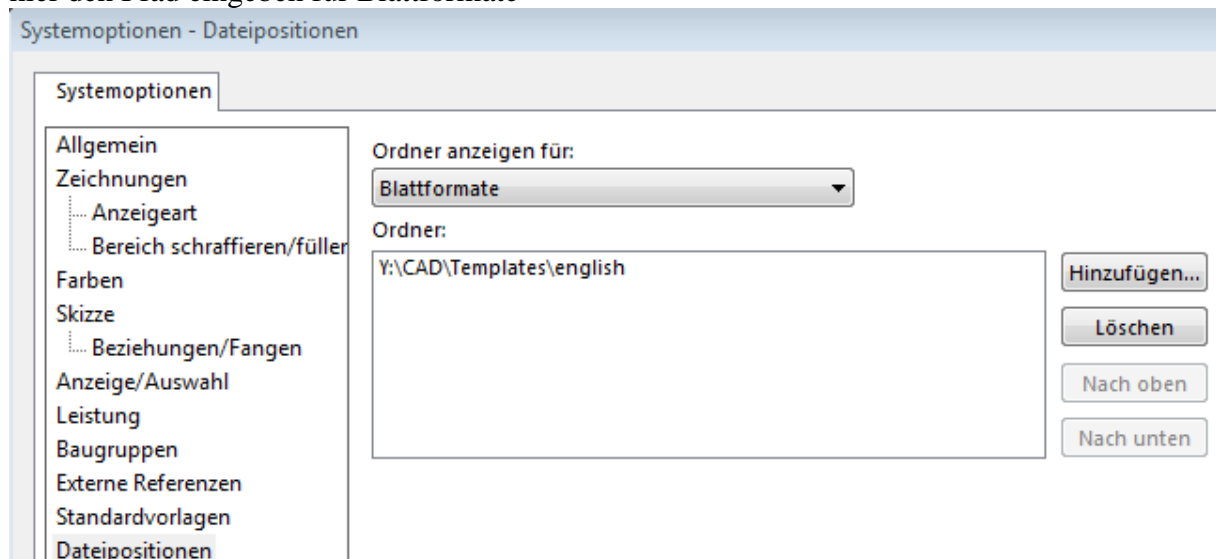 hier den Pfad eingeben für Blattformate
Systemoptionen - Dateipositionen
Systemoptionen
Allgemein
Zeichnungen
Anzeigeart
Bereich schraffieren/füller
Farben
Skizze
Beziehungen/Fangen
Anzeige/Auswahl
Leistung
Baugruppen
Externe Referenzen
Standardvorlagen
Dateipositionen
Ordner anzeigen für:
Blattformate
Ordner:
Y:\CAD\Templates\english
Hinzufügen...
Löschen
Nach oben
Nach unten